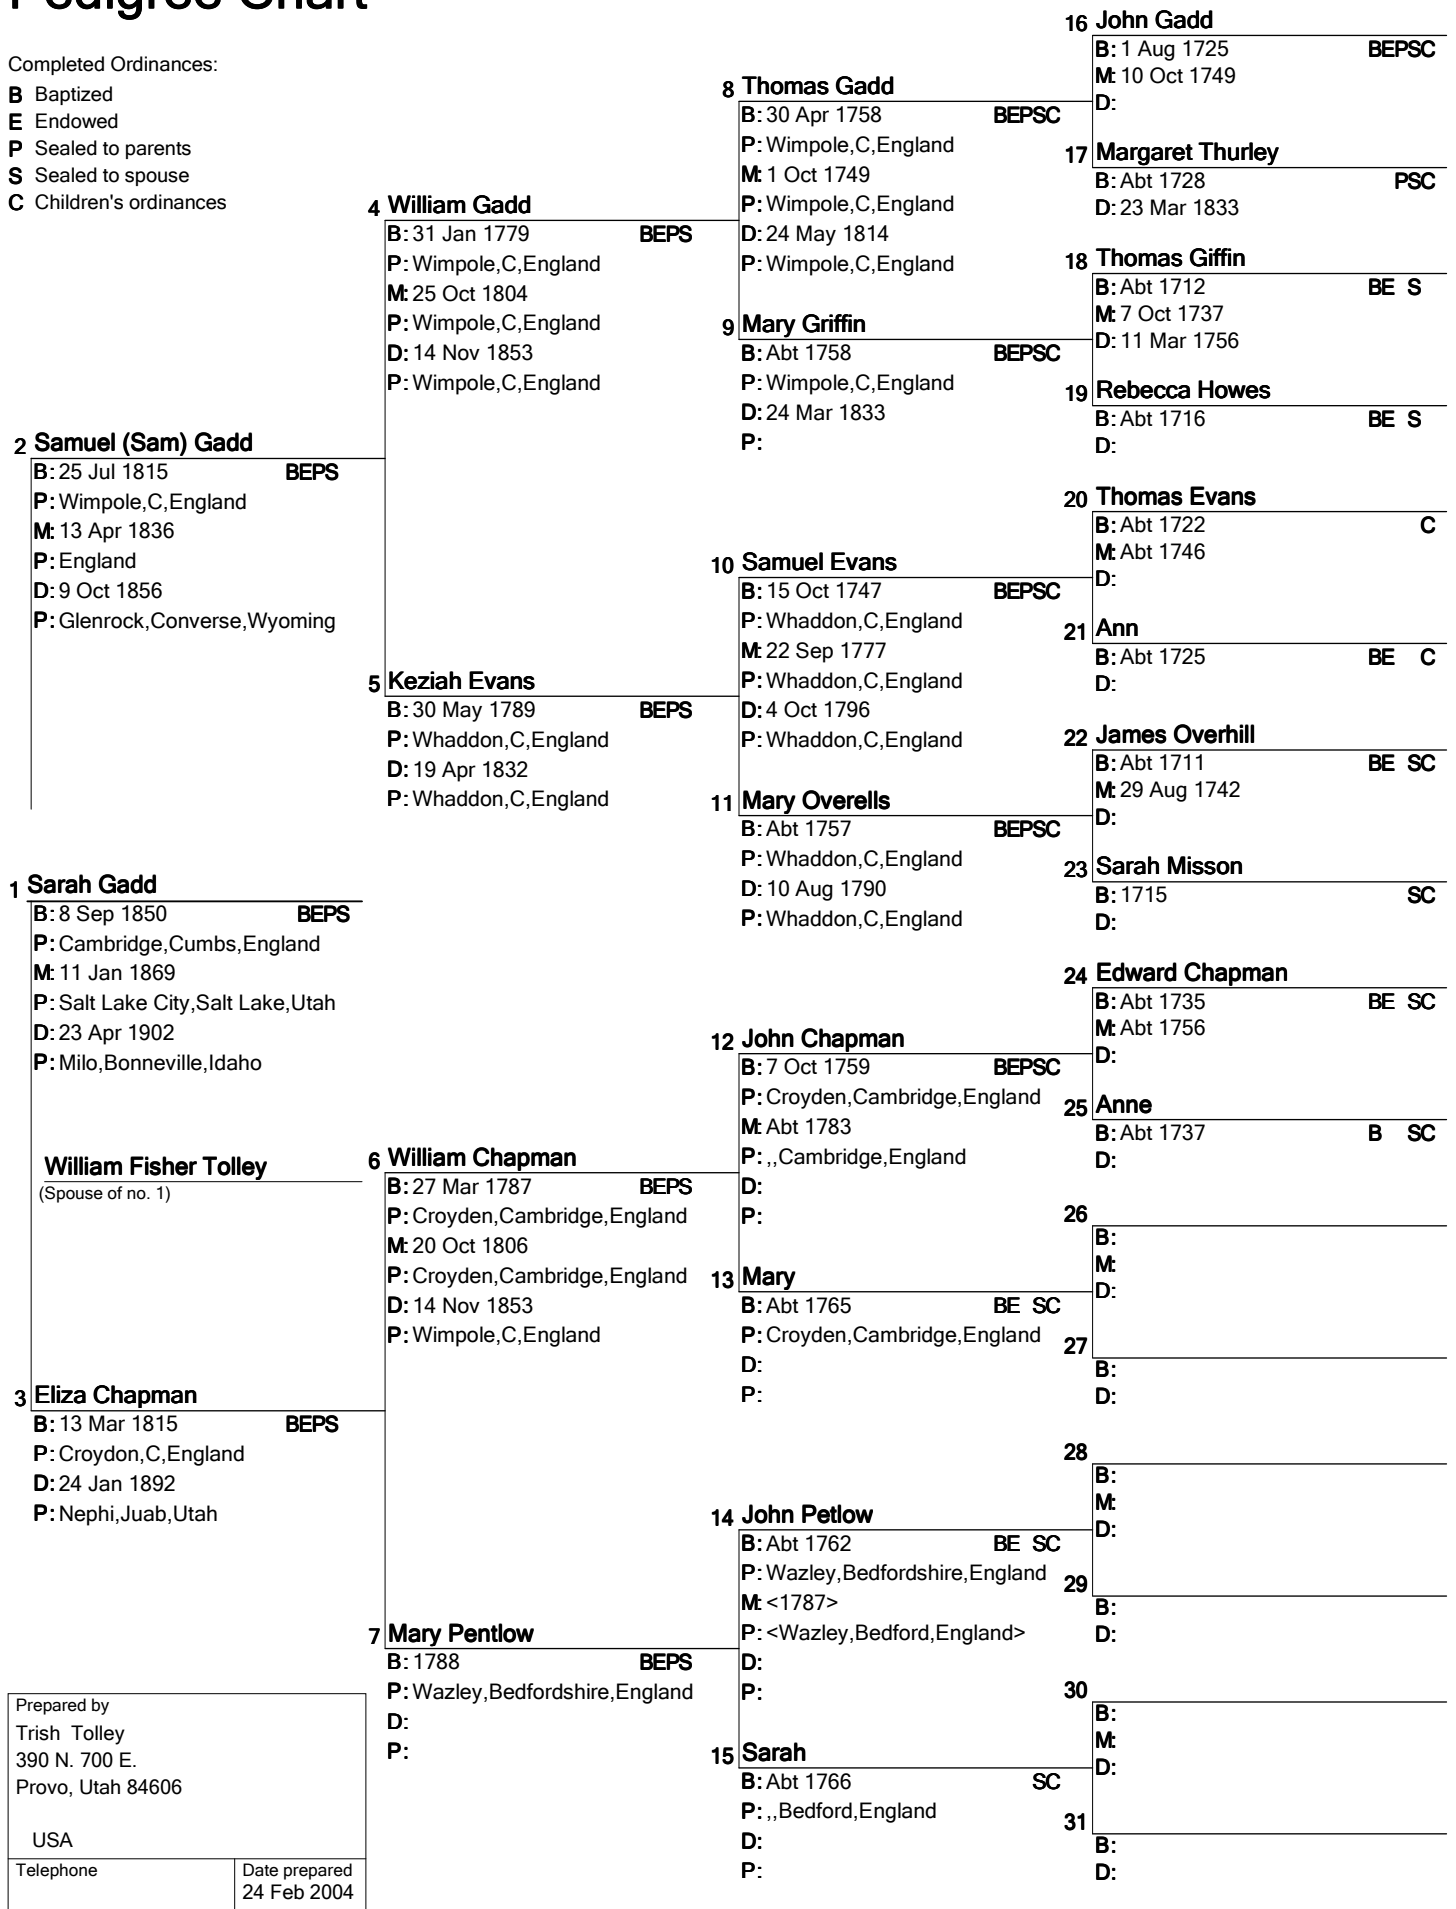 Pedigree Chart
Completed Ordinances:
B Baptized
E Endowed
P Sealed to parents
S Sealed to spouse
C Children's ordinances
1 Sarah Gadd
B: 8 Sep 1850 BEPS
P: Cambridge,Cumbs,England
M: 11 Jan 1869
P: Salt Lake City,Salt Lake,Utah
D: 23 Apr 1902
P: Milo,Bonneville,Idaho
William Fisher Tolley
(Spouse of no. 1)
2 Samuel (Sam) Gadd
B: 25 Jul 1815 BEPS
P: Wimpole,C,England
M: 13 Apr 1836
P: England
D: 9 Oct 1856
P: Glenrock,Converse,Wyoming
3 Eliza Chapman
B: 13 Mar 1815 BEPS
P: Croydon,C,England
D: 24 Jan 1892
P: Nephi,Juab,Utah
4 William Gadd
B: 31 Jan 1779 BEPS
P: Wimpole,C,England
M: 25 Oct 1804
P: Wimpole,C,England
D: 14 Nov 1853
P: Wimpole,C,England
5 Keziah Evans
B: 30 May 1789 BEPS
P: Whaddon,C,England
D: 19 Apr 1832
P: Whaddon,C,England
6 William Chapman
B: 27 Mar 1787 BEPS
P: Croyden,Cambridge,England
M: 20 Oct 1806
P: Croyden,Cambridge,England
D: 14 Nov 1853
P: Wimpole,C,England
7 Mary Pentlow
B: 1788 BEPS
P: Wazley,Bedfordshire,England
D:
P:
8 Thomas Gadd
B: 30 Apr 1758 BEPSC
P: Wimpole,C,England
M: 1 Oct 1749
P: Wimpole,C,England
D: 24 May 1814
P: Wimpole,C,England
9 Mary Griffin
B: Abt 1758 BEPSC
P: Wimpole,C,England
D: 24 Mar 1833
P:
10 Samuel Evans
B: 15 Oct 1747 BEPSC
P: Whaddon,C,England
M: 22 Sep 1777
P: Whaddon,C,England
D: 4 Oct 1796
P: Whaddon,C,England
11 Mary Overells
B: Abt 1757 BEPSC
P: Whaddon,C,England
D: 10 Aug 1790
P: Whaddon,C,England
12 John Chapman
B: 7 Oct 1759 BEPSC
P: Croyden,Cambridge,England
M: Abt 1783
P: ,,Cambridge,England
D:
P:
13 Mary
B: Abt 1765 BE SC
P: Croyden,Cambridge,England
D:
P:
14 John Petlow
B: Abt 1762 BE SC
P: Wazley,Bedfordshire,England
M: <1787>
P: <Wazley,Bedford,England>
D:
P:
15 Sarah
B: Abt 1766 SC
P: ,,Bedford,England
D:
P:
16 John Gadd
B: 1 Aug 1725 BEPSC
M: 10 Oct 1749
D:
17 Margaret Thurley
B: Abt 1728 PSC
D: 23 Mar 1833
18 Thomas Giffin
B: Abt 1712 BE S
M: 7 Oct 1737
D: 11 Mar 1756
19 Rebecca Howes
B: Abt 1716 BE S
D:
20 Thomas Evans
B: Abt 1722 C
M: Abt 1746
D:
21 Ann
B: Abt 1725 BE C
D:
22 James Overhill
B: Abt 1711 BE SC
M: 29 Aug 1742
D:
23 Sarah Misson
B: 1715 SC
D:
24 Edward Chapman
B: Abt 1735 BE SC
M: Abt 1756
D:
25 Anne
B: Abt 1737 B SC
D:
26
B:
M:
D:
27
B:
D:
28
B:
M:
D:
29
B:
D:
30
B:
M:
D:
31
B:
D:
Prepared by
Trish Tolley
390 N. 700 E.
Provo, Utah 84606
USA
Telephone
Date prepared
24 Feb 2004